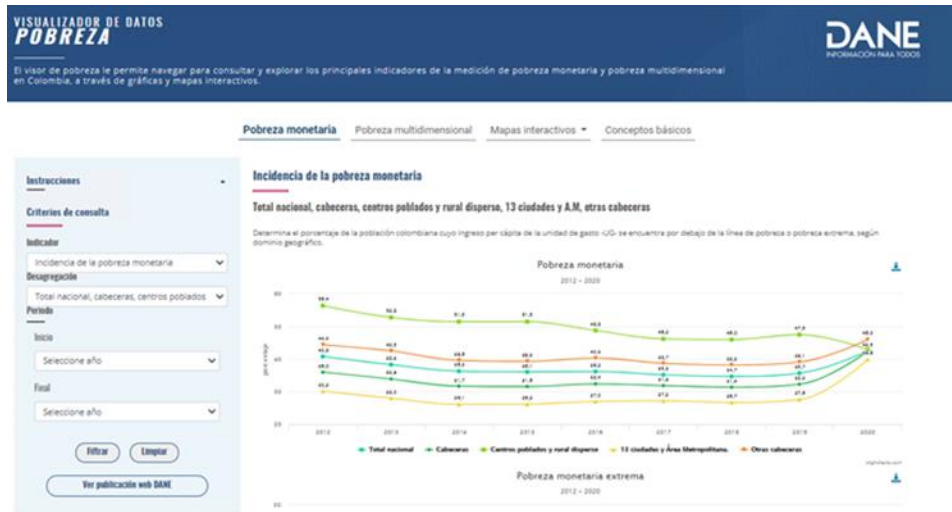 VISUALIZADOR DE DATOS
POBREZA
DANE
INFORMACIÓN PARA TODOS
El visor de pobreza le permite navegar para consultar y explorar los principales indicadores de la medición de pobreza monetaria y pobreza multidimensional
en Colombia, a través de gráficas y mapas interactivos.
Pobreza monetaria
Pobreza multidimensional
Mapas interactivos
Conceptos básicos
Instrucciones
Criterios de consulta
Indicador
Incidencia de la pobreza monetaria
Desagregación
Total nacional, cabeceras, centros poblados
Periodo
Inicio
Seleccione año
Final
Seleccione año
Filtrar
Limpiar
Ver publicación web DANE
Incidencia de la pobreza monetaria
Total nacional, cabeceras, centros poblados y rural disperso, 13 ciudades y A.M, otras cabeceras
Determina el porcentaje de la población colombiana cuyo ingreso per cápita de la unidad de gasto -UG- se encuentra por debajo de la línea de pobreza o pobreza extrema, según
dominio geográfico.
Pobreza monetaria
2012 – 2020
2012 2013 2014 2015 2016 2017 2018 2019 2020
Total nacional Cabeceras Centros poblados y rural disperso 13 ciudades y Área Metropolitana. Otras cabeceras
Pobreza monetaria extrema
2012 – 2020